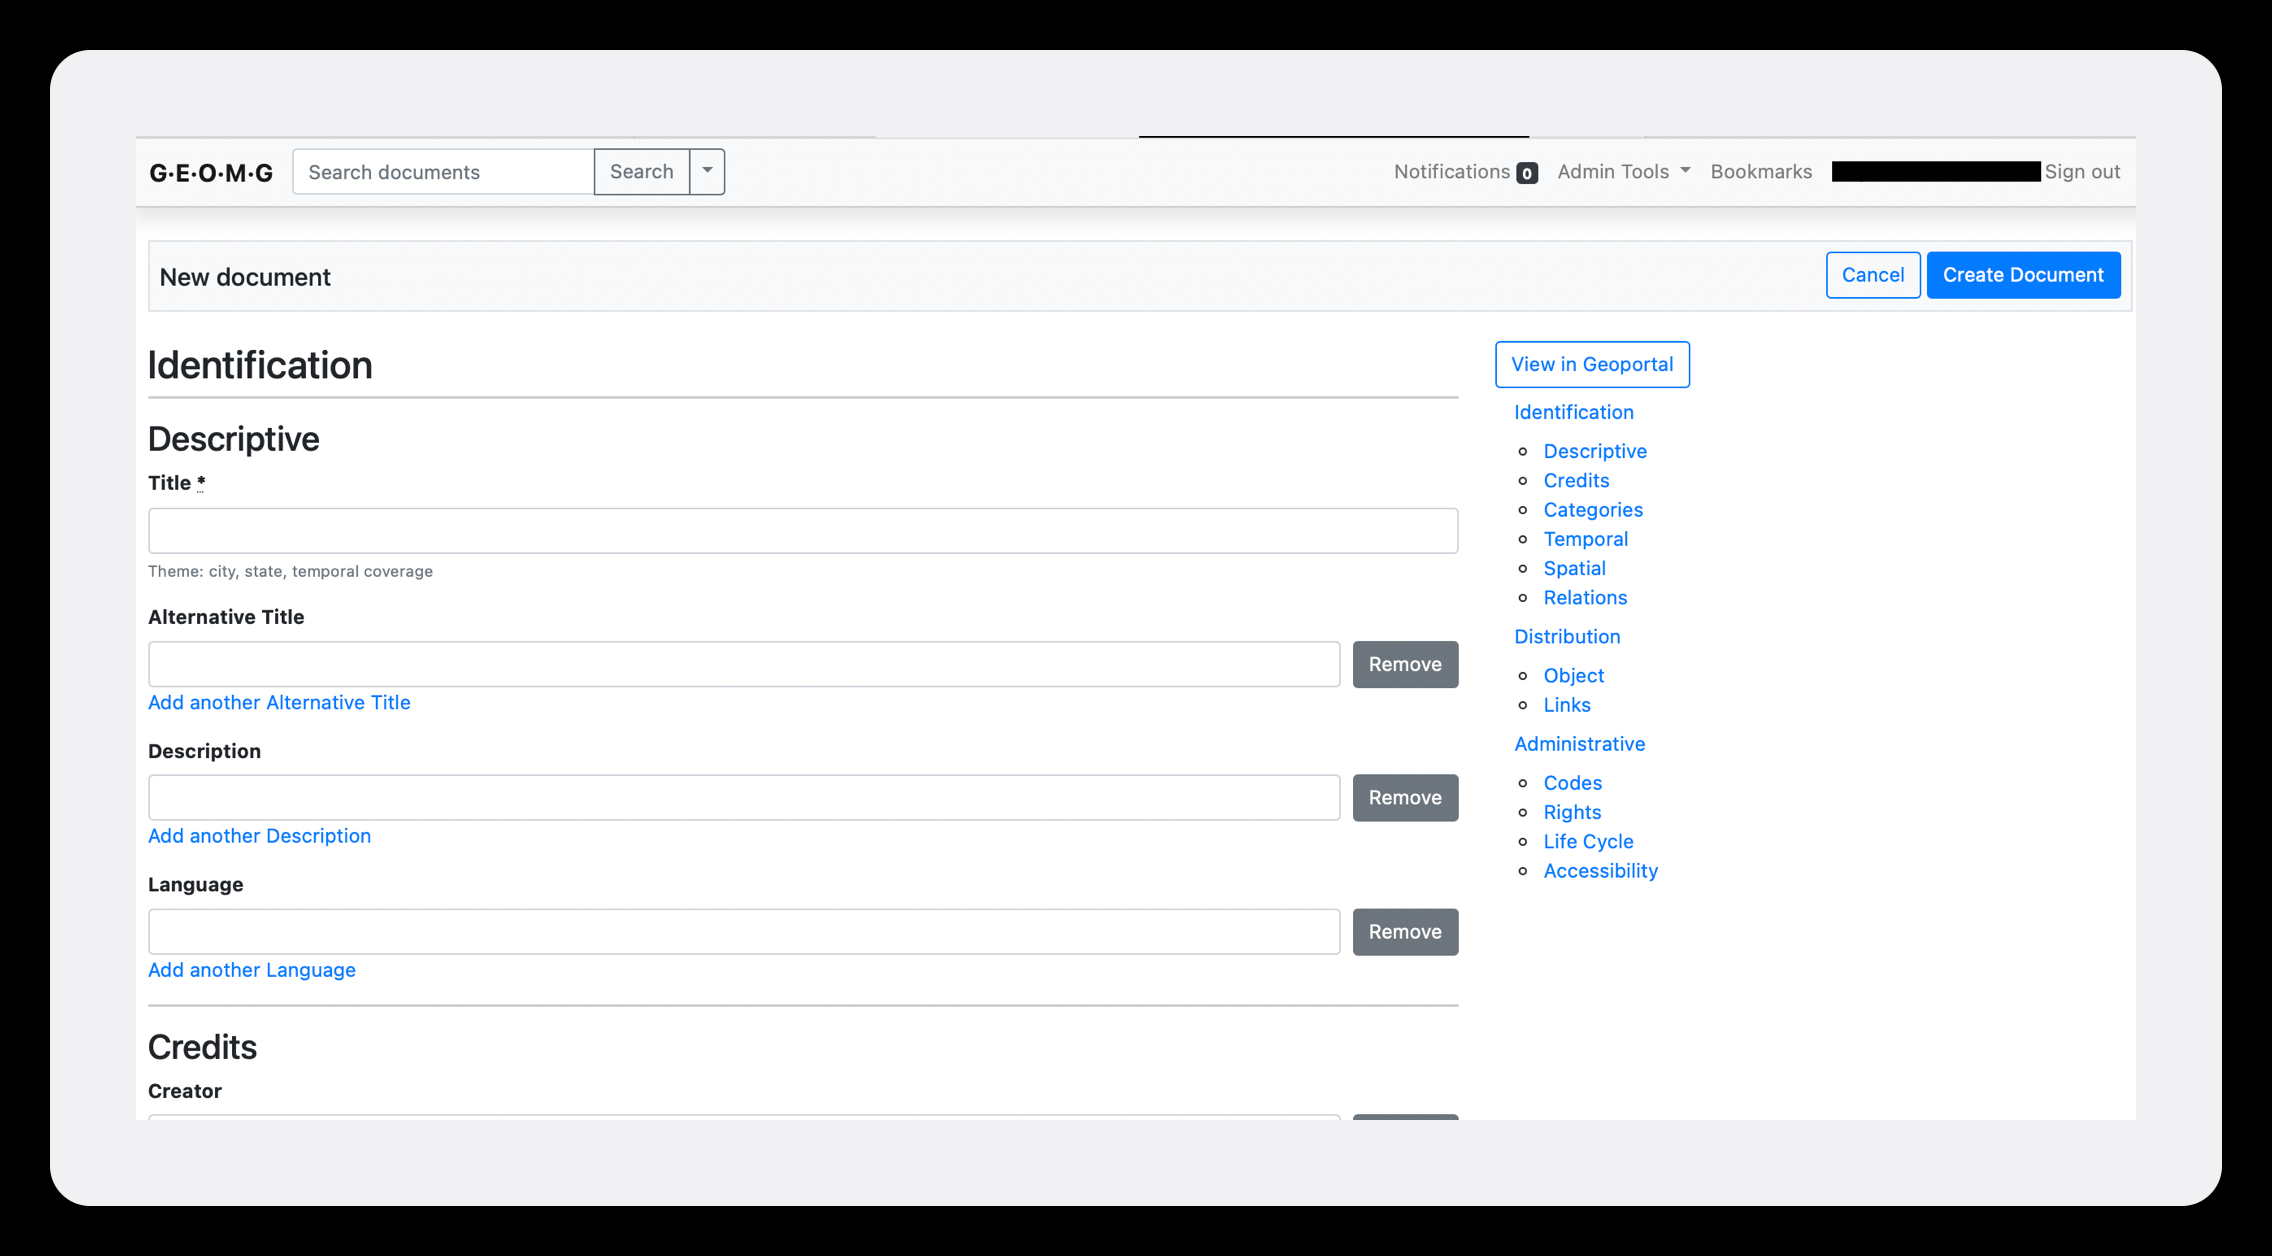 G·E·O·M·G Search documents Search Notifications 0 Admin Tools Bookmarks Sign out
New document Cancel Create Document
Identification
Descriptive
Title *
Theme: city, state, temporal coverage
Alternative Title
Remove
Add another Alternative Title
Description
Remove
Add another Description
Language
Remove
Add another Language
Credits
Creator
View in Geoportal
Identification
Descriptive
Credits
Categories
Temporal
Spatial
Relations
Distribution
Object
Links
Administrative
Codes
Rights
Life Cycle
Accessibility